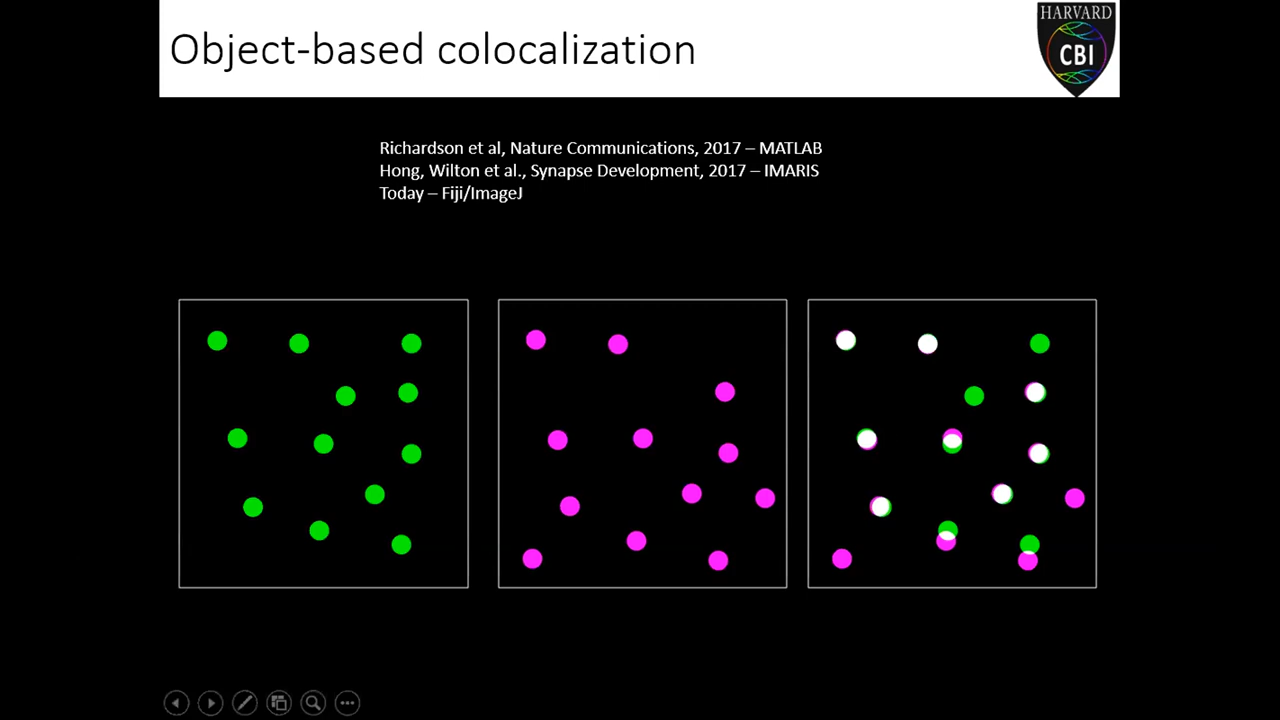 Object-based colocalization
HARVARD
CBI
Richardson et al, Nature Communications, 2017 – MATLAB
Hong, Wilton et al., Synapse Development, 2017 – IMARIS
Today – Fiji/ImageJ